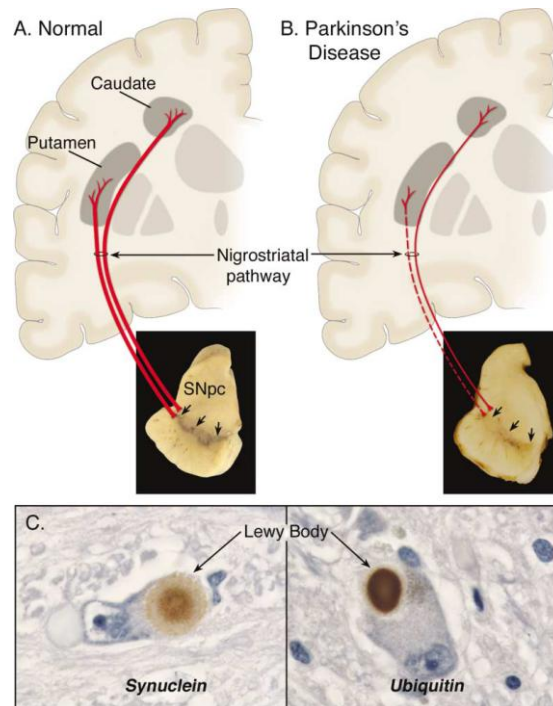 A. Normal
B. Parkinson's
Disease
Caudate
Putamen
Nigrostriatal
pathway
SNpc
C.
Lewy Body
Synuclein
Ubiquitin